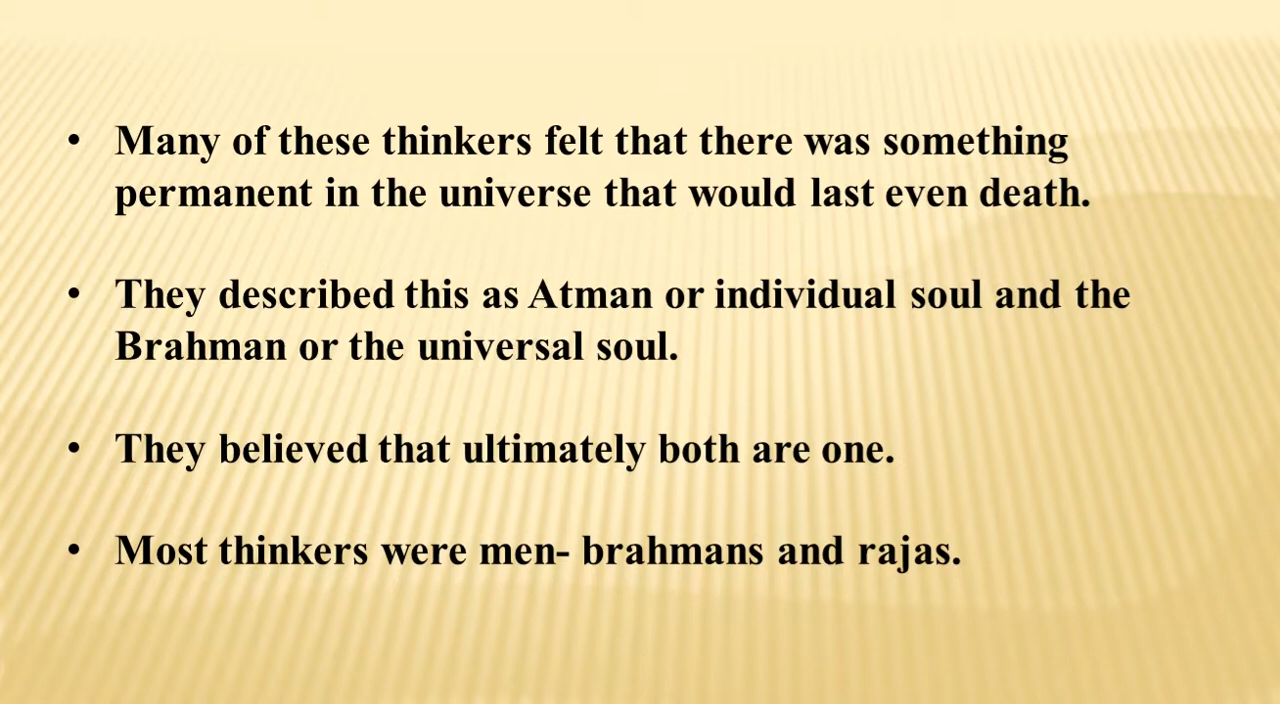 • Many of these thinkers felt that there was something
permanent in the universe that would last even death.
• They described this as Atman or individual soul and the
Brahman or the universal soul.
• They believed that ultimately both are one.
• Most thinkers were men- brahmans and rajas.